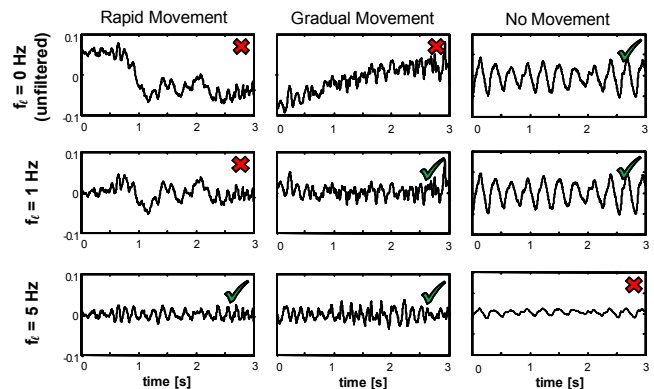 Rapid Movement Gradual Movement No Movement
fℓ = 0 Hz
(unfiltered)
0.1
0
-0.1
0 1 2 3 0 1 2 3 0 1 2 3
fℓ = 1 Hz
0.1
0
-0.1
0 1 2 3 0 1 2 3 0 1 2 3
fℓ = 5 Hz
0.1
0
-0.1
0 1 2 3 0 1 2 3 0 1 2 3
time [s] time [s] time [s]